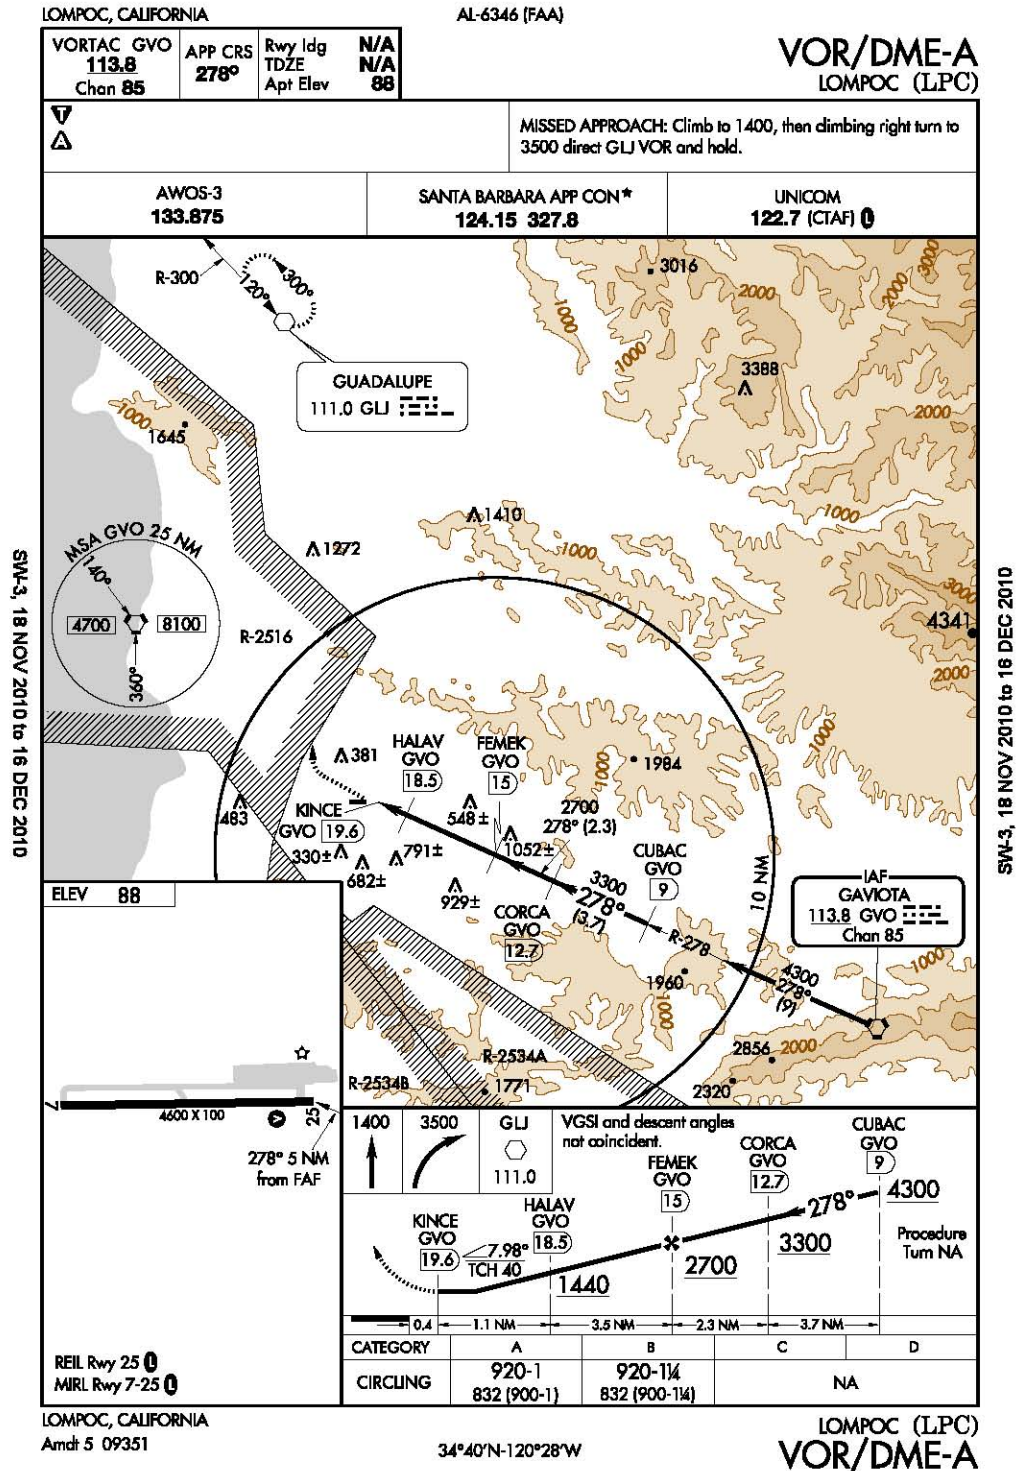 LOMPOC, CALIFORNIA
AL-6346 (FAA)
VORTAC GVO
113.8
Chan 85
APP CRS
278°
Rwy ldg N/A
TDZE N/A
Apt Elev 88
VOR/DME-A
LOMPOC (LPC)
T
A
MISSED APPROACH: Climb to 1400, then climbing right turn to
3500 direct GLJ VOR and hold.
AWOS-3
133.875
SANTA BARBARA APP CON★
124.15 327.8
UNICOM
122.7 (CTAF) L
R-300
300°
120°
GUADALUPE
111.0 GLJ
3016
1000
2000
3000
2000
1000
1000
3388
2000
1000
1645
1410
1000
1000
MSA GVO 25 NM
140°
4700
8100
360°
1272
R-2516
3000
4341
2000
1000
HALAV
GVO
18.5
FEMEK
GVO
15
381
1000
1984
483
KINCE
GVO 19.6
548±
2700
278° (2.3)
1052±
330±
791±
682±
929±
CUBAC
GVO
9
3300
278°
(3.7)
CORCA
GVO
12.7
R-278
10 NM
IAF
GAVIOTA
113.8 GVO
Chan 85
4300
278°
(9)
1000
1960
1000
2856
2000
2320
R-2534A
R-2534B
1771
ELEV 88
7
4600 X 100
V
25
278° 5 NM
from FAF
REIL Rwy 25 L
MIRL Rwy 7-25 L
1400
3500
GLJ
111.0
VGSI and descent angles
not coincident.
KINCE
GVO
19.6
7.98°
TCH 40
HALAV
GVO
18.5
1440
FEMEK
GVO
15
2700
CORCA
GVO
12.7
3300
278°
CUBAC
GVO
9
4300
Procedure
Turn NA
0.4
1.1 NM
3.5 NM
2.3 NM
3.7 NM
CATEGORY A B C D
CIRCLING
920-1
832 (900-1)
920-1¼
832 (900-1¼)
NA
LOMPOC, CALIFORNIA
Amdt 5 09351
34°40'N-120°28'W
LOMPOC (LPC)
VOR/DME-A
SW-3, 18 NOV 2010 to 16 DEC 2010
SW-3, 18 NOV 2010 to 16 DEC 2010